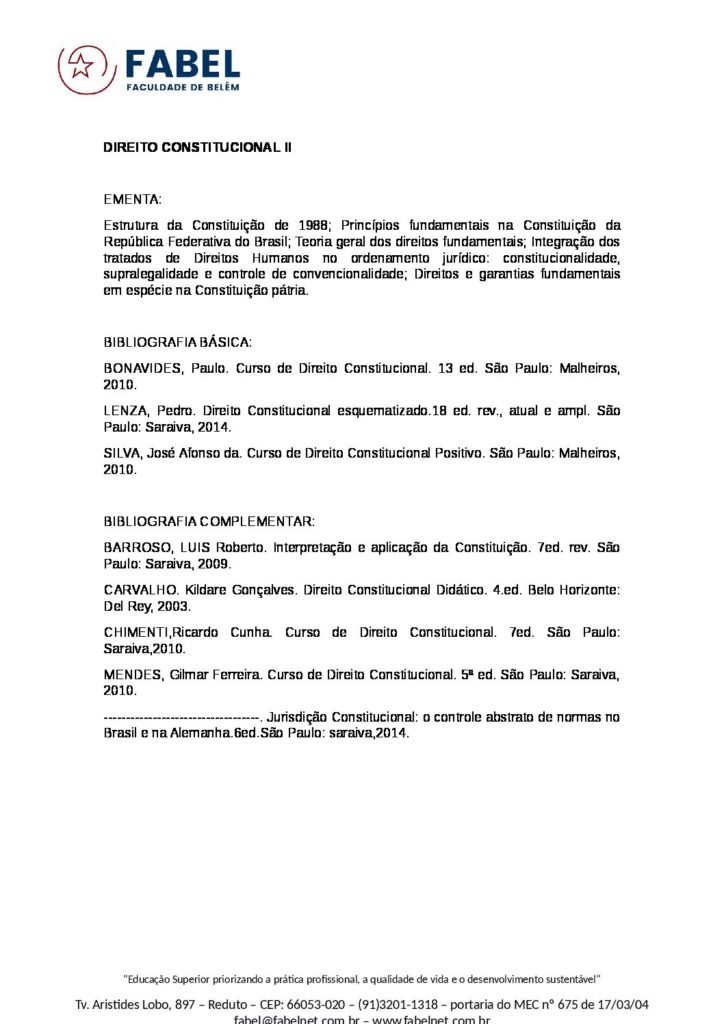 FABEL
FACULDADE DE BELÉM
DIREITO CONSTITUCIONAL II
EMENTA:
Estrutura da Constituição de 1988; Princípios fundamentais na Constituição da
República Federativa do Brasil; Teoria geral dos direitos fundamentais; Integração dos
tratados de Direitos Humanos no ordenamento jurídico: constitucionalidade,
supralegalidade e controle de convencionalidade; Direitos e garantias fundamentais
em espécie na Constituição pátria.
BIBLIOGRAFIA BÁSICA:
BONAVIDES, Paulo. Curso de Direito Constitucional. 13 ed. São Paulo: Malheiros,
2010.
LENZA, Pedro. Direito Constitucional esquematizado.18 ed. rev., atual e ampl. São
Paulo: Saraiva, 2014.
SILVA, José Afonso da. Curso de Direito Constitucional Positivo. São Paulo: Malheiros,
2010.
BIBLIOGRAFIA COMPLEMENTAR:
BARROSO, LUIS Roberto. Interpretação e aplicação da Constituição. 7ed. rev. São
Paulo: Saraiva, 2009.
CARVALHO. Kildare Gonçalves. Direito Constitucional Didático. 4.ed. Belo Horizonte:
Del Rey, 2003.
CHIMENTI,Ricardo Cunha. Curso de Direito Constitucional. 7ed. São Paulo:
Saraiva,2010.
MENDES, Gilmar Ferreira. Curso de Direito Constitucional. 5ª ed. São Paulo: Saraiva,
2010.
-----------------------------------. Jurisdição Constitucional: o controle abstrato de normas no
Brasil e na Alemanha.6ed.São Paulo: saraiva,2014.
"Educação Superior priorizando a prática profissional, a qualidade de vida e o desenvolvimento sustentável"
Tv. Aristides Lobo, 897 – Reduto – CEP: 66053-020 – (91)3201-1318 – portaria do MEC nº 675 de 17/03/04
fabel@fabelnet.com.br – www.fabelnet.com.br